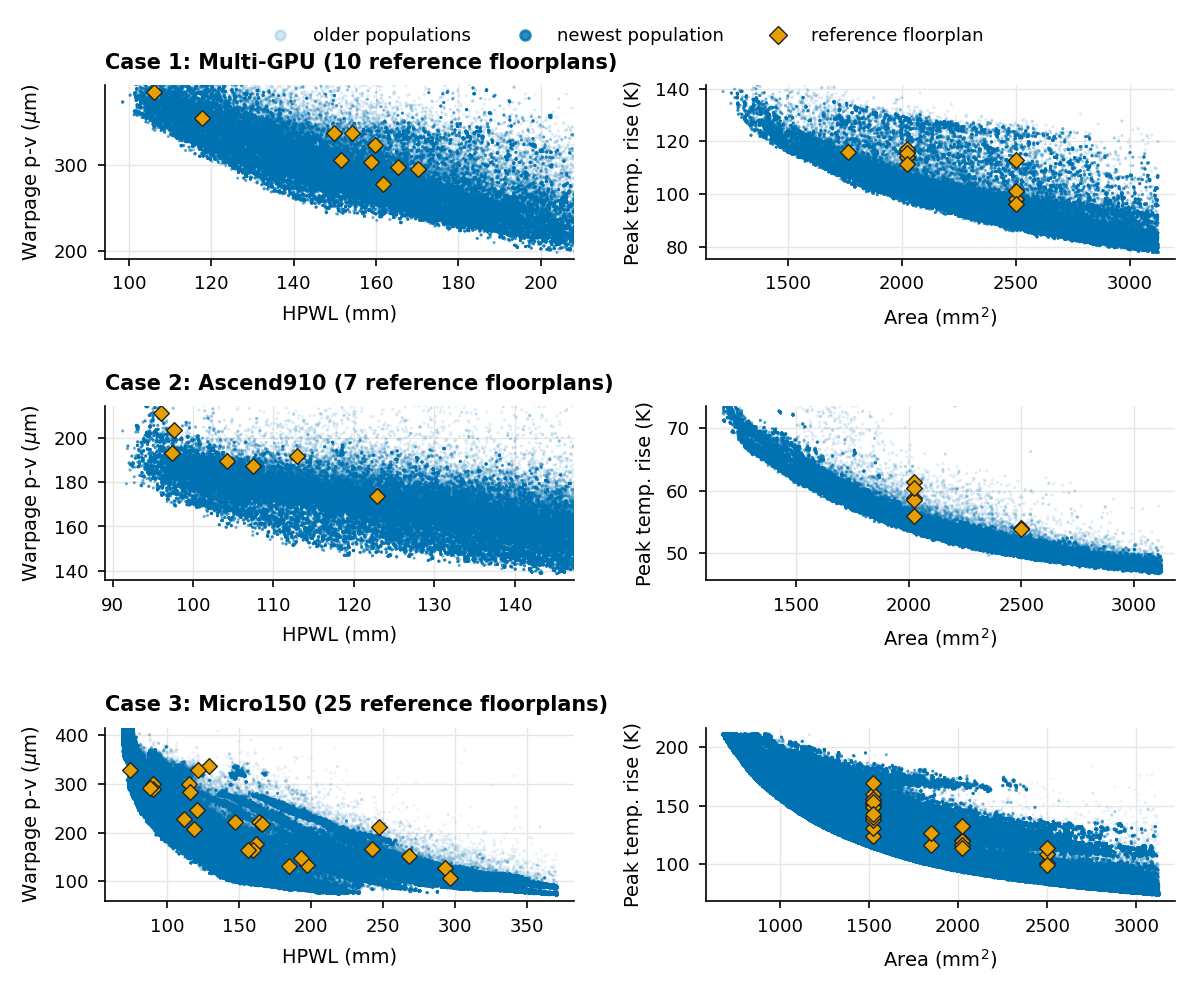 older populations newest population reference floorplan
Case 1: Multi-GPU (10 reference floorplans)
Warpage p-v (μm)
300
200
100 120 140 160 180 200
HPWL (mm)
Peak temp. rise (K)
140
120
100
80
1500 2000 2500 3000
Area (mm²)
Case 2: Ascend910 (7 reference floorplans)
Warpage p-v (μm)
200
180
160
140
90 100 110 120 130 140
HPWL (mm)
Peak temp. rise (K)
70
60
50
1500 2000 2500 3000
Area (mm²)
Case 3: Micro150 (25 reference floorplans)
Warpage p-v (μm)
400
300
200
100
100 150 200 250 300 350
HPWL (mm)
Peak temp. rise (K)
200
150
100
1000 1500 2000 2500 3000
Area (mm²)